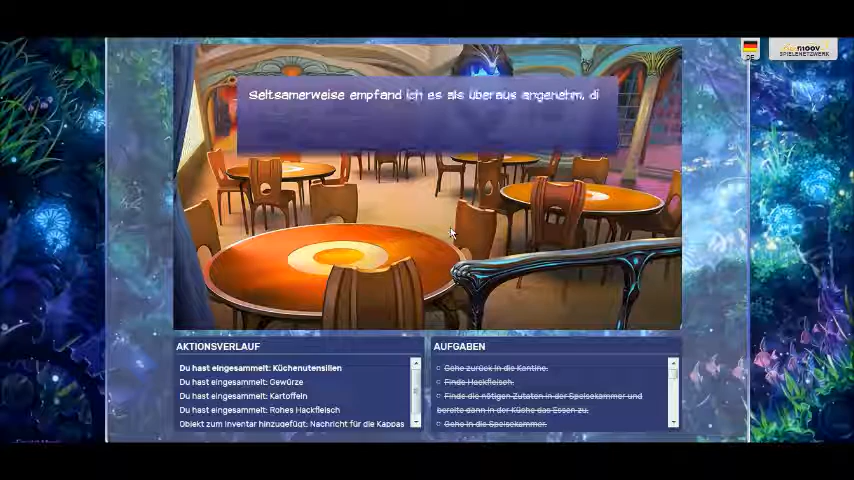 DE
moov
SPIELENETZWERK
Seltsamerweise empfand ich es als überaus angenehm, di
AKTIONSVERLAUF
Du hast eingesammelt: Küchenutensilien
Du hast eingesammelt: Gewürze
Du hast eingesammelt: Kartoffeln
Du hast eingesammelt: Rohes Hackfleisch
Objekt zum Inventar hinzugefügt: Nachricht für die Kappas
AUFGABEN
Gehe zurück in die Kantine.
Finde Hackfleisch.
Finde die nötigen Zutaten in der Speisekammer und
bereite dann in der Küche das Essen zu.
Gehe in die Speisekammer.